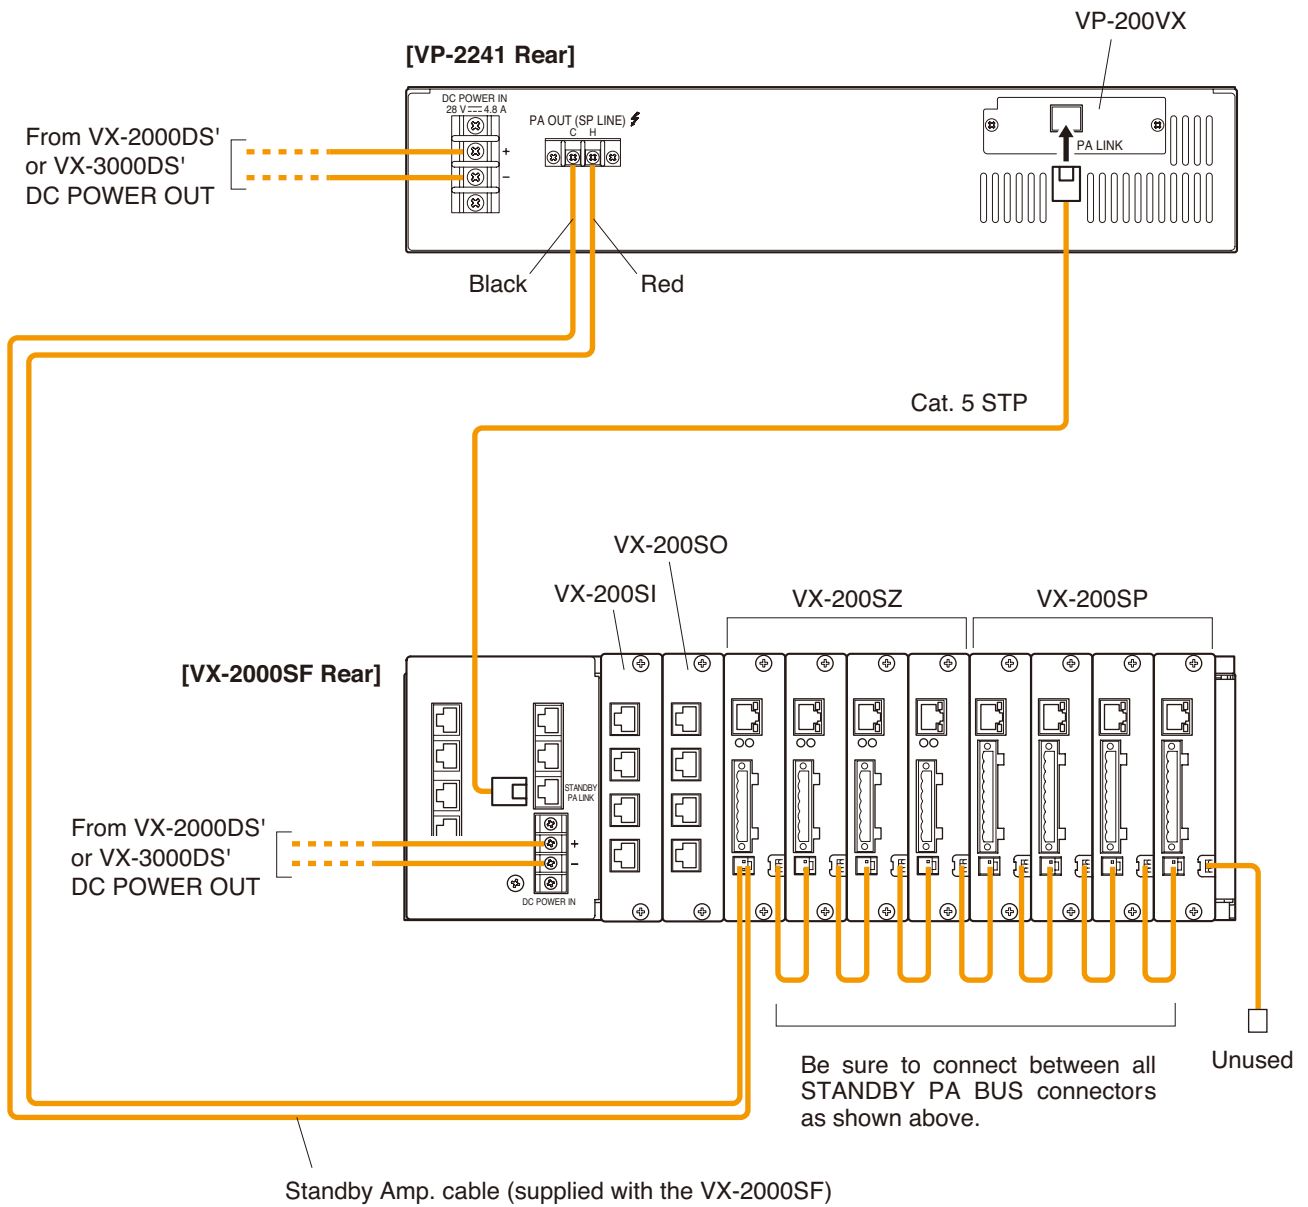 VP-200VX
[VP-2241 Rear]
DC POWER IN
28 V 4.8 A
PA OUT (SP LINE)
C H
+
−
PA LINK
From VX-2000DS'
or VX-3000DS'
DC POWER OUT
Black
Red
Cat. 5 STP
VX-200SO
VX-200SI
VX-200SZ
VX-200SP
[VX-2000SF Rear]
STANDBY
PA LINK
From VX-2000DS'
or VX-3000DS'
DC POWER OUT
+
−
DC POWER IN
Be sure to connect between all
STANDBY PA BUS connectors
as shown above.
Unused
Standby Amp. cable (supplied with the VX-2000SF)